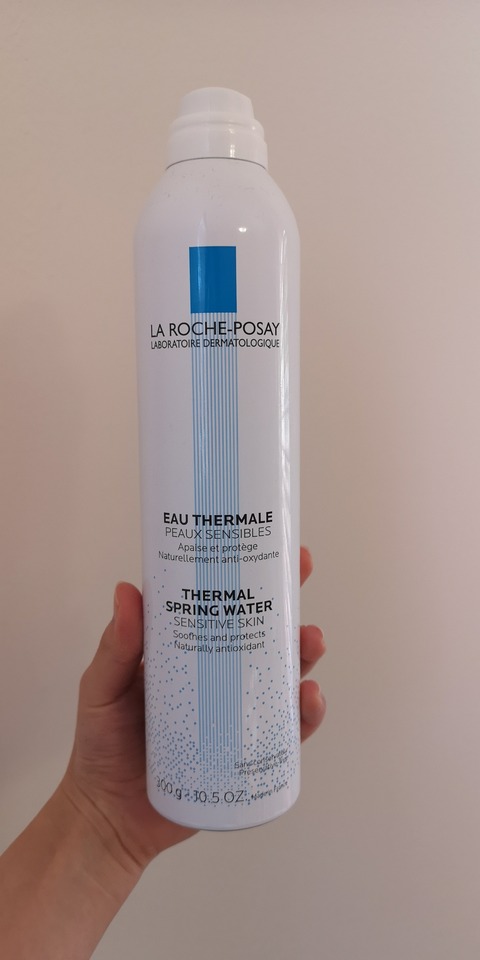 LA ROCHE-POSAY
LABORATOIRE DERMATOLOGIQUE
EAU THERMALE
PEAUX SENSIBLES
Apaise et protège
Naturellement anti-oxydante
THERMAL
SPRING WATER
SENSITIVE SKIN
Soothes and protects
Naturally antioxidant
300 g - 10.5 OZ.